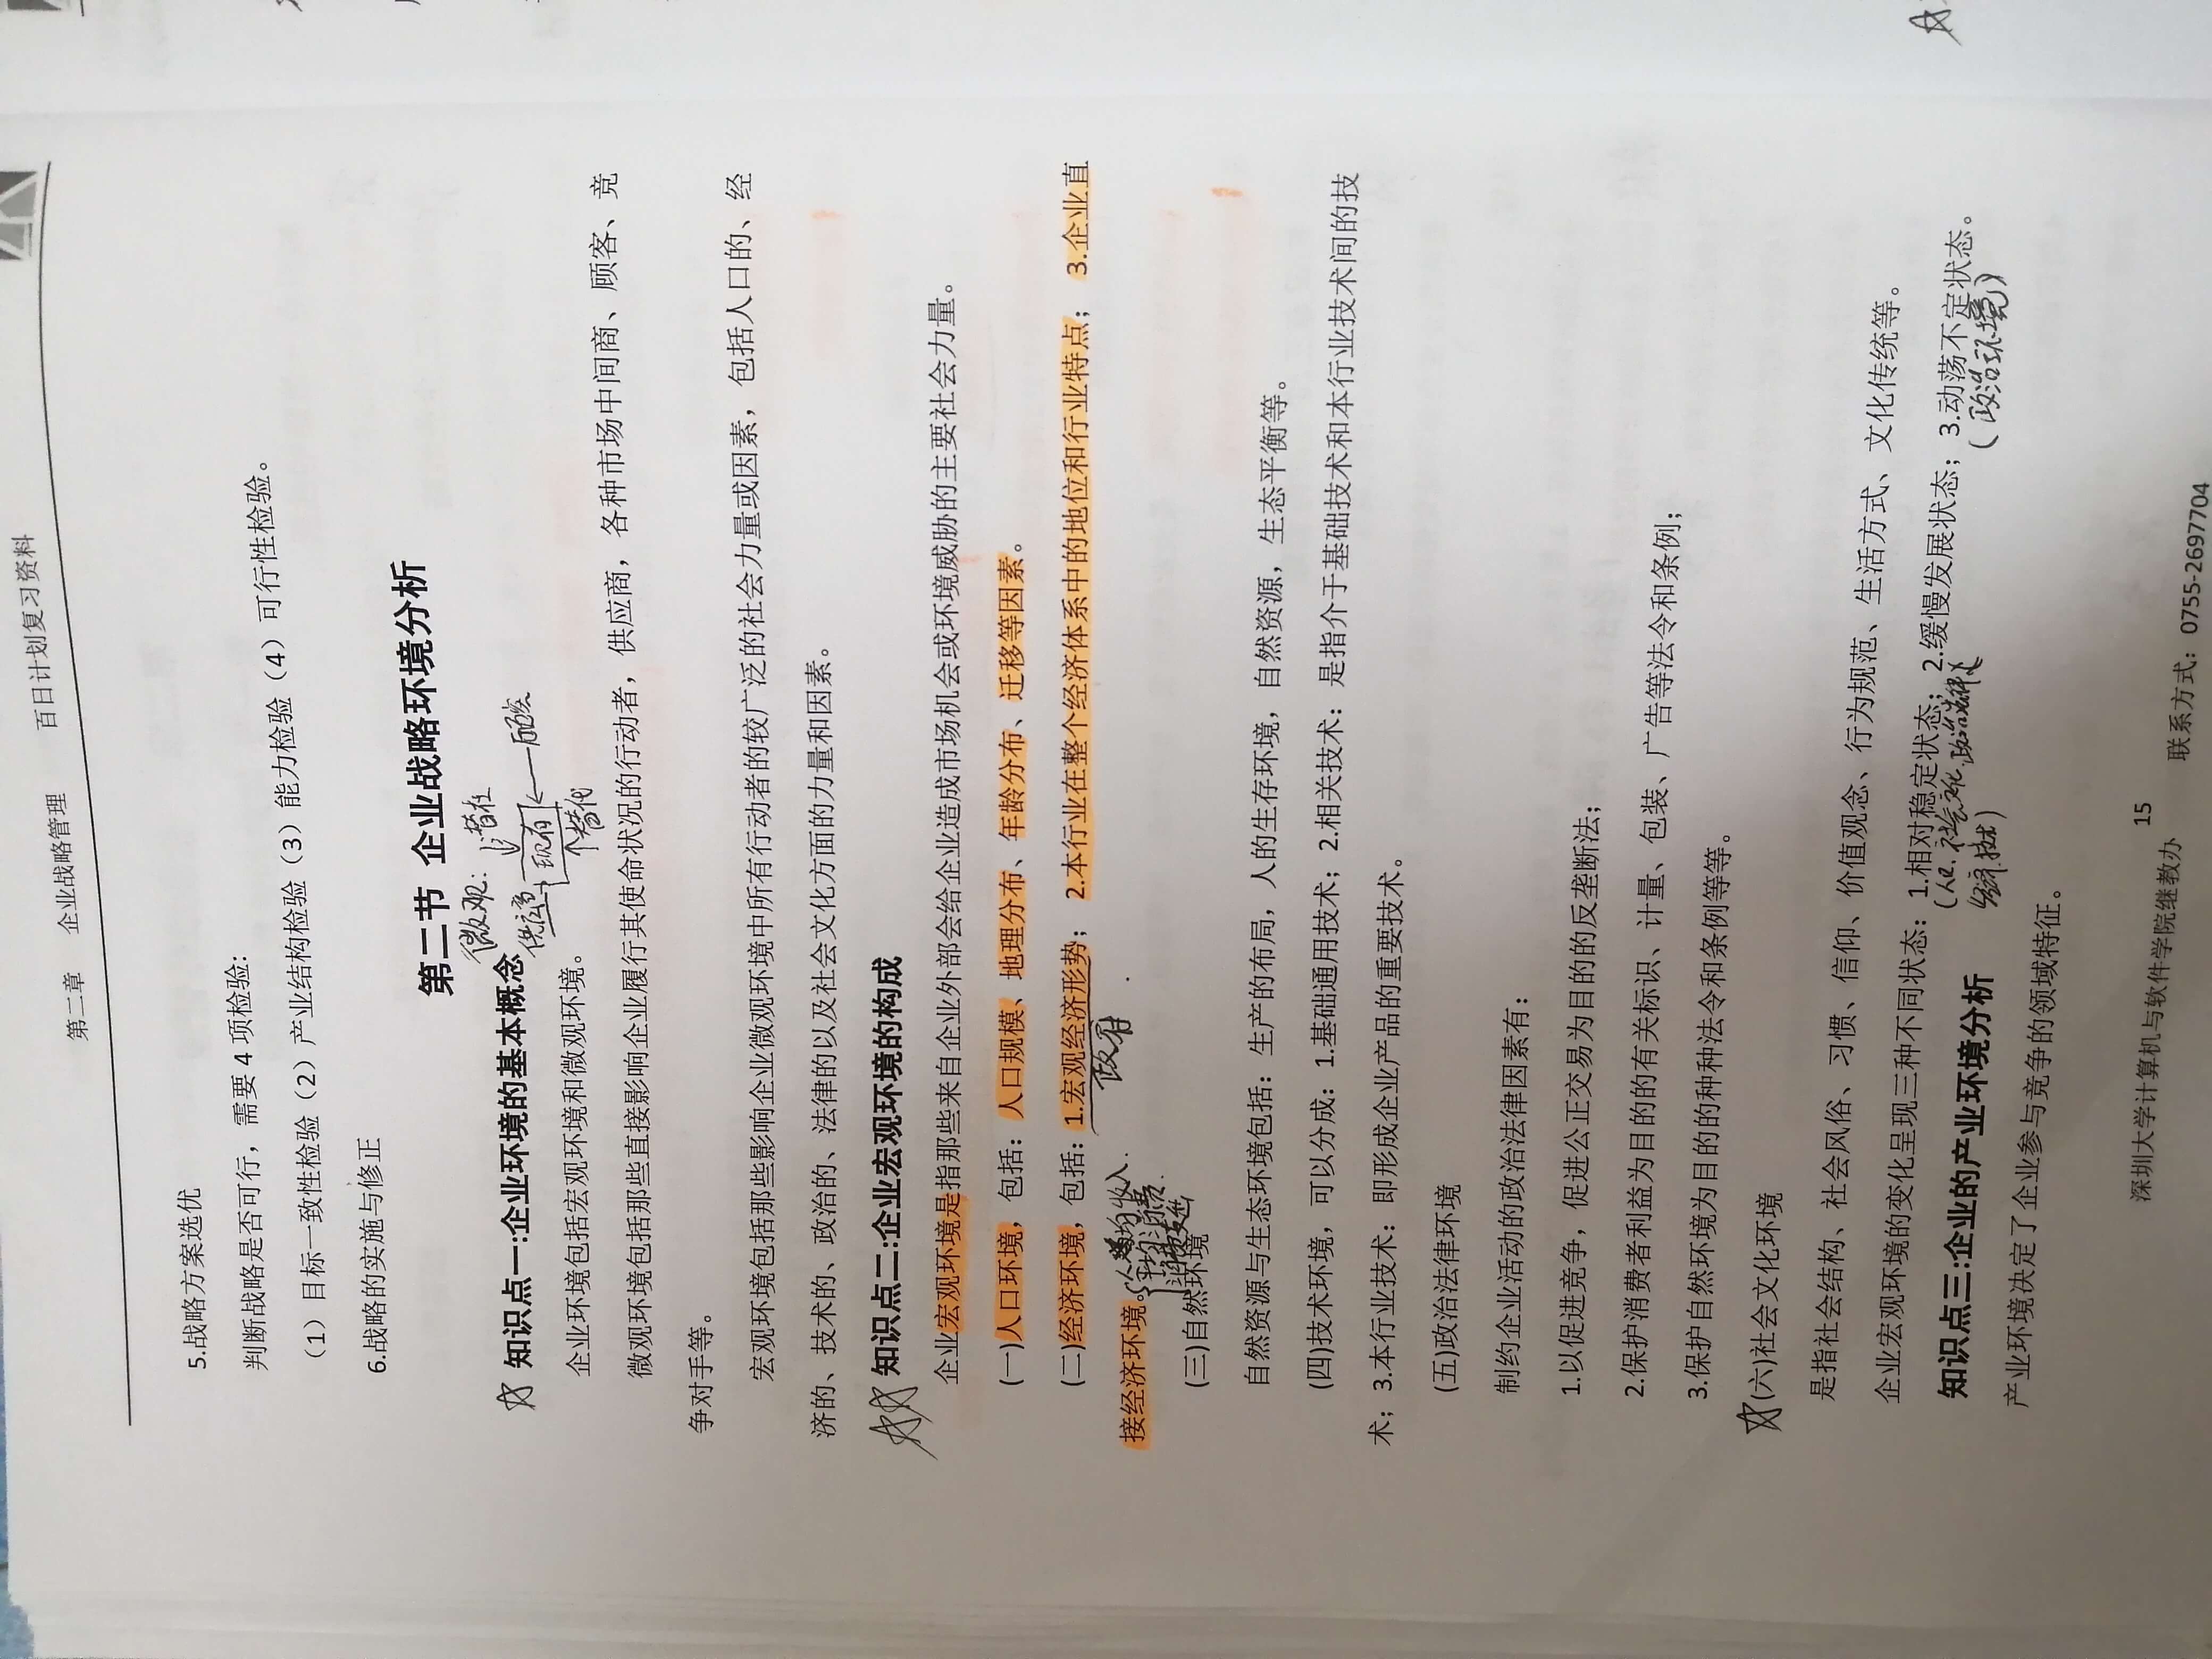 第二章 企业战略管理 百日计划复习资料
5.战略方案选优
判断战略是否可行，需要 4 项检验:
（1）目标一致性检验（2）产业结构检验（3）能力检验（4）可行性检验。
6.战略的实施与修正
第二节 企业战略环境分析
微观: 潜在
供应商 现有
替代
知识点一:企业环境的基本概念
企业环境包括宏观环境和微观环境。
微观环境包括那些直接影响企业履行其使命状况的行动者，供应商，各种市场中间商、顾客、竞
争对手等。
宏观环境包括那些影响企业微观环境中所有行动者的较广泛的社会力量或因素，包括人口的、经
济的、技术的、政治的、法律的以及社会文化方面的力量和因素。
知识点二:企业宏观环境的构成
企业宏观环境是指那些来自企业外部会给企业造成市场机会或环境威胁的主要社会力量。
(一)人口环境，包括：人口规模、地理分布、年龄分布、迁移等因素。
(二)经济环境，包括：1.宏观经济形势；2.本行业在整个经济体系中的地位和行业特点；3.企业直
政府
接经济环境。
(三)自然环境
自然资源与生态环境包括：生产的布局，人的生存环境，自然资源，生态平衡等。
(四)技术环境，可以分成：1.基础通用技术；2.相关技术：是指介于基础技术和本行业技术间的技
术；3.本行业技术：即形成企业产品的重要技术。
(五)政治法律环境
制约企业活动的政治法律因素有：
1.以促进竞争，促进公正交易为目的的反垄断法；
2.保护消费者利益为目的的有关标识、计量、包装、广告等法令和条例；
3.保护自然环境为目的的种种法令和条例等等。
(六)社会文化环境
是指社会结构、社会风俗、习惯、信仰、价值观念、行为规范、生活方式、文化传统等。
企业宏观环境的变化呈现三种不同状态：1.相对稳定状态；2.缓慢发展状态；3.动荡不定状态。
(政治环境)
知识点三:企业的产业环境分析
产业环境决定了企业参与竞争的领域特征。
深圳大学计算机与软件学院继教办 15 联系方式：0755-2697704